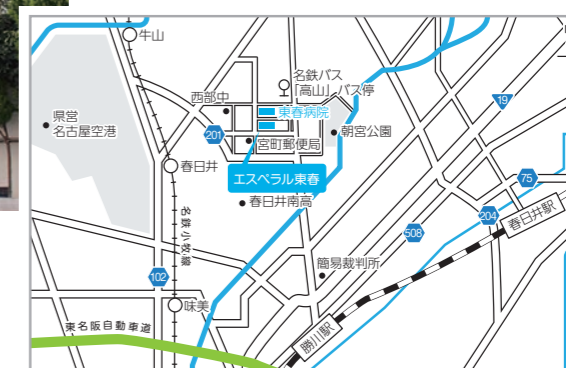 牛山
名鉄バス
「高山」バス停
西部中
東春病院
県営
名古屋空港
19
201
宮町郵便局
朝宮公園
春日井
エスペラル東春
75
春日井南高
204
春日井駅
名鉄小牧線
508
簡易裁判所
102
味美
東名阪自動車道
勝川駅